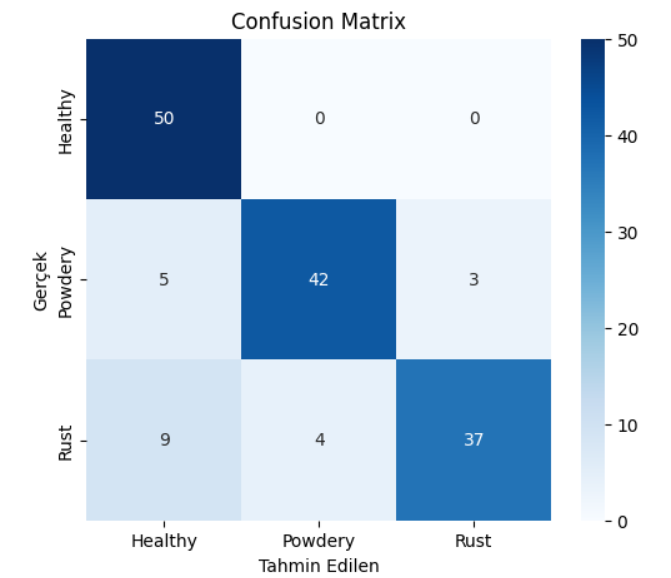 Confusion Matrix
Healthy
50 0 0
Gerçek
Powdery
5 42 3
Rust
9 4 37
Healthy Powdery Rust
Tahmin Edilen
50
40
30
20
10
0